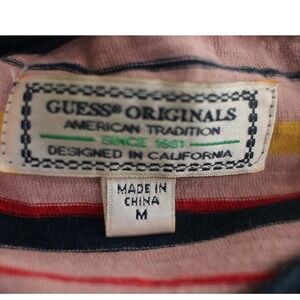 GUESS® ORIGINALS
AMERICAN TRADITION
SINCE 1981
DESIGNED IN CALIFORNIA
MADE IN
CHINA
M